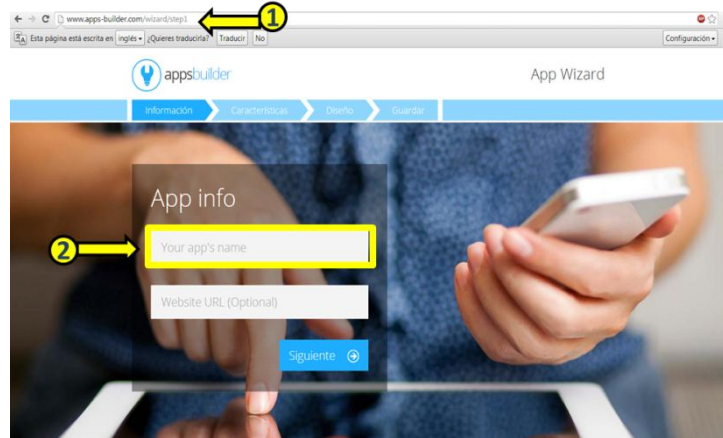 1
www.apps-builder.com/wizard/step1
Esta página está escrita en inglés ¿Quieres traducirla? Traducir No Configuración
appsbuilder App Wizard
Información Características Diseño Guardar
App info
2 Your app's name
Website URL (Optional)
Siguiente